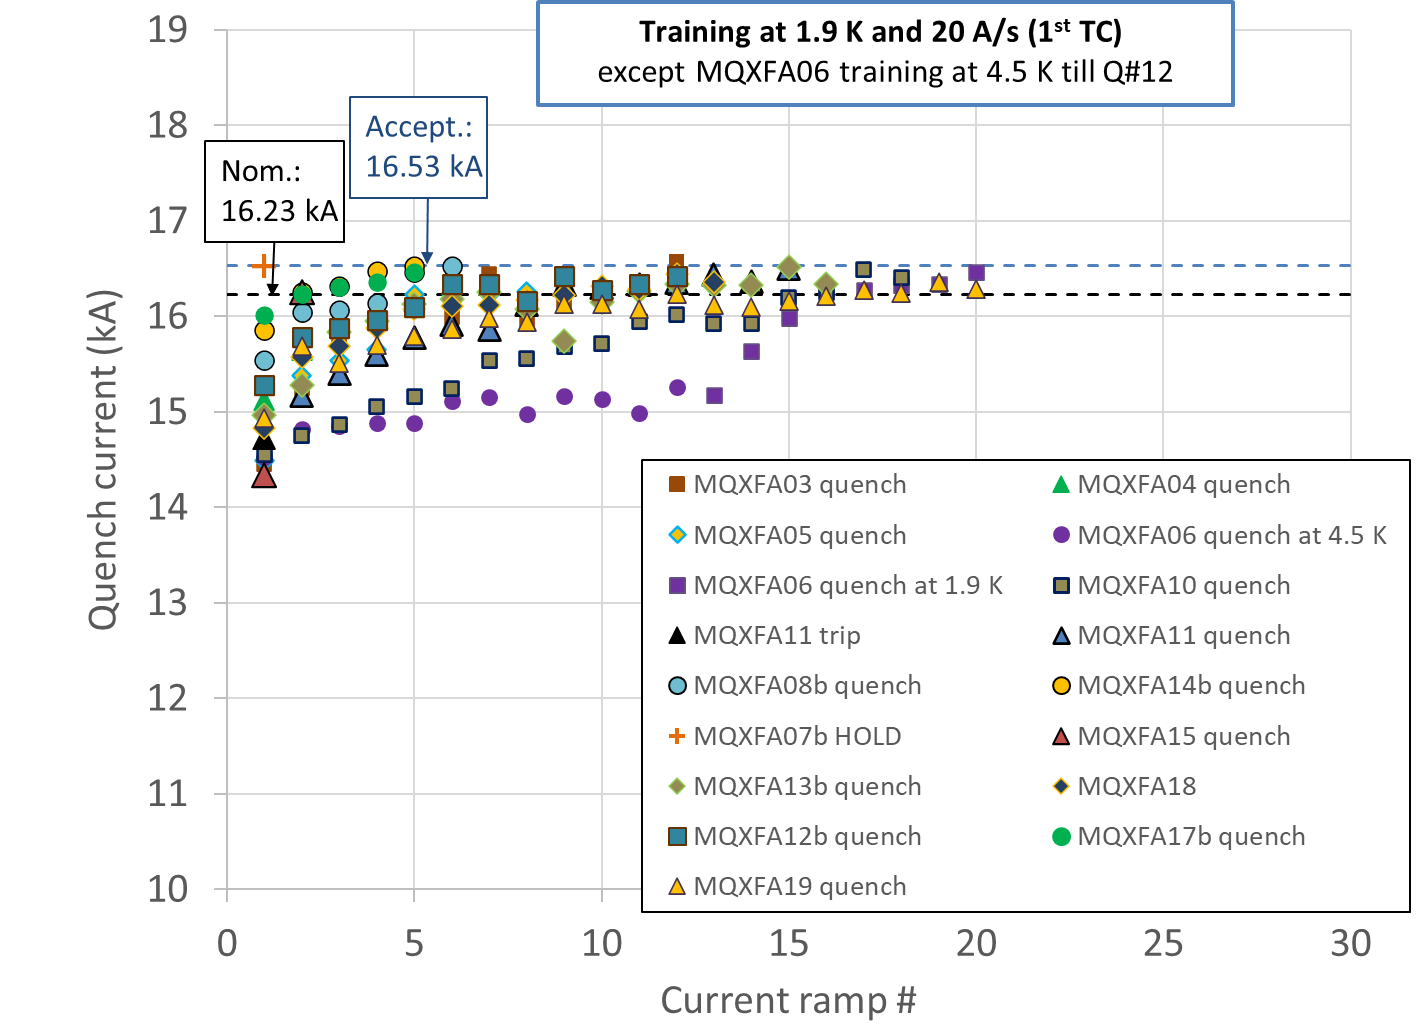 Training at 1.9 K and 20 A/s (1st TC)
except MQXFA06 training at 4.5 K till Q#12
Accept.:
16.53 kA
Nom.:
16.23 kA
Quench current (kA)
19
18
17
16
15
14
13
12
11
10
MQXFA03 quench
MQXFA04 quench
MQXFA05 quench
MQXFA06 quench at 4.5 K
MQXFA06 quench at 1.9 K
MQXFA10 quench
MQXFA11 trip
MQXFA11 quench
MQXFA08b quench
MQXFA14b quench
MQXFA07b HOLD
MQXFA15 quench
MQXFA13b quench
MQXFA18
MQXFA12b quench
MQXFA17b quench
MQXFA19 quench
0 5 10 15 20 25 30
Current ramp #